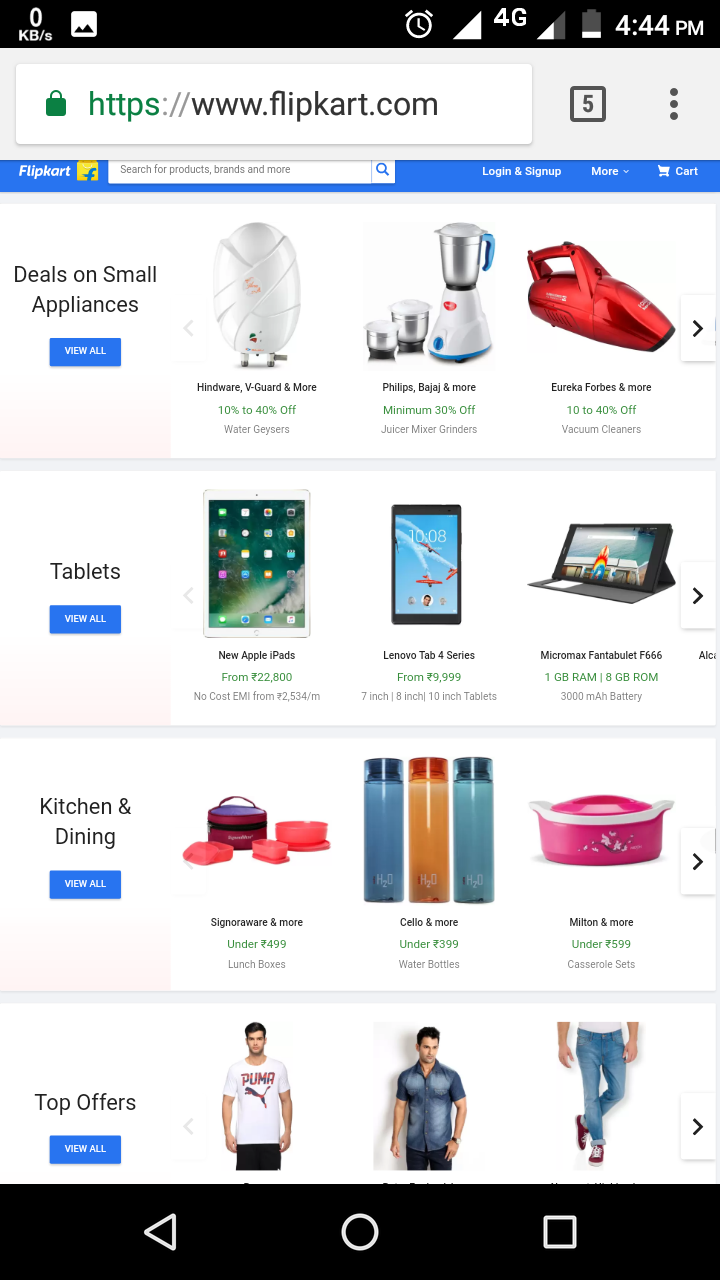 0
KB/s
4G
4:44 PM
https://www.flipkart.com
5
Flipkart
Search for products, brands and more
Login & Signup
More
Cart
Deals on Small
Appliances
VIEW ALL
Hindware, V-Guard & More
10% to 40% Off
Water Geysers
Philips, Bajaj & more
Minimum 30% Off
Juicer Mixer Grinders
Eureka Forbes & more
10 to 40% Off
Vacuum Cleaners
Tablets
VIEW ALL
10:08
New Apple iPads
From ₹22,800
No Cost EMI from ₹2,534/m
Lenovo Tab 4 Series
From ₹9,999
7 inch | 8 inch| 10 inch Tablets
Micromax Fantabulet F666
1 GB RAM | 8 GB ROM
3000 mAh Battery
Kitchen &
Dining
VIEW ALL
H2O
H2O
H2O
Signoraware & more
Under ₹499
Lunch Boxes
Cello & more
Under ₹399
Water Bottles
Milton & more
Under ₹599
Casserole Sets
Top Offers
VIEW ALL
PUMA